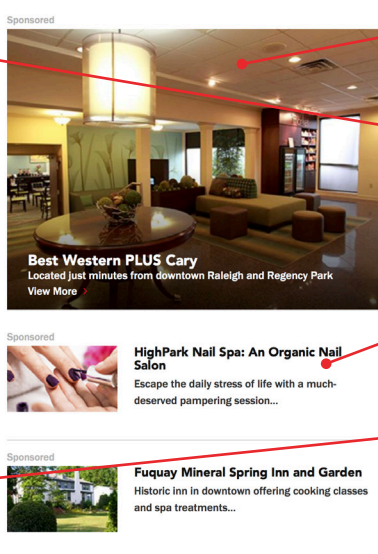 Sponsored
Best Western PLUS Cary
Located just minutes from downtown Raleigh and Regency Park
View More
Sponsored
HighPark Nail Spa: An Organic Nail
Salon
Escape the daily stress of life with a much-
deserved pampering session...
Sponsored
Fuquay Mineral Spring Inn and Garden
Historic inn in downtown offering cooking classes
and spa treatments...